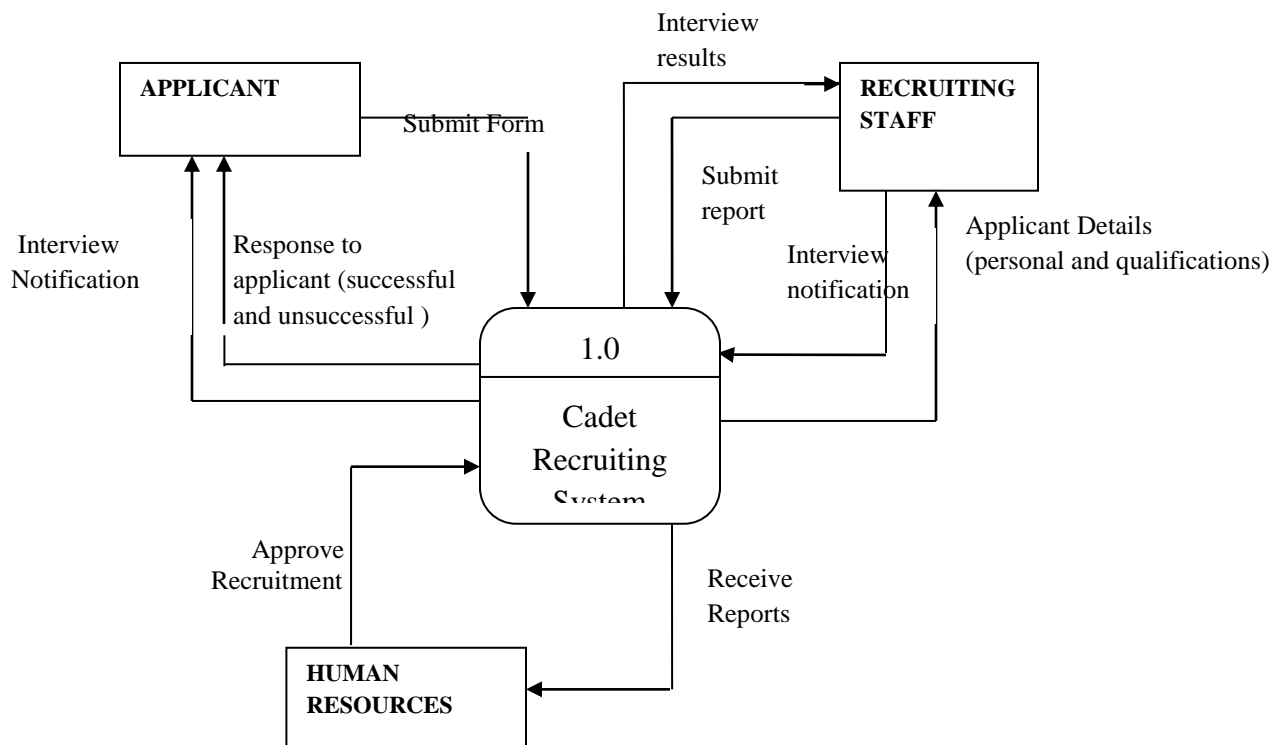 Interview
results
APPLICANT
RECRUITING
STAFF
Submit Form
Submit
report
Interview
Notification
Response to
applicant (successful
and unsuccessful )
Interview
notification
Applicant Details
(personal and qualifications)
1.0
Cadet
Recruiting
System
Approve
Recruitment
Receive
Reports
HUMAN
RESOURCES